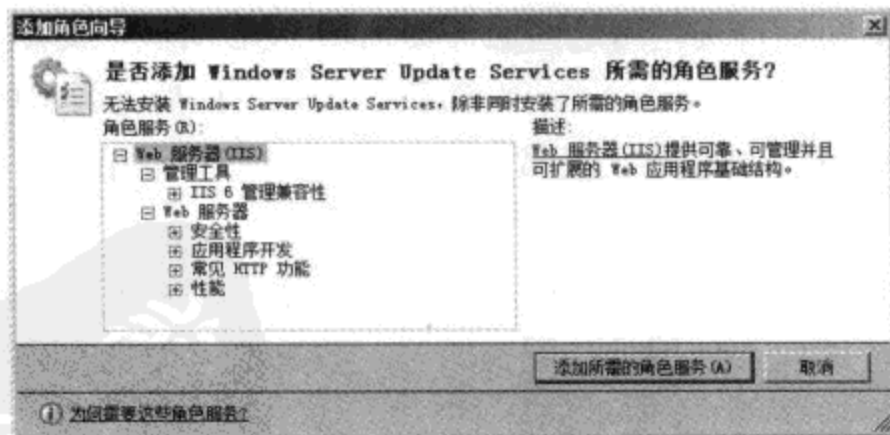 添加角色向导
是否添加 Windows Server Update Services 所需的角色服务?
无法安装 Windows Server Update Services,除非同时安装了所需的角色服务。
角色服务(R):
Web 服务器(IIS)
管理工具
IIS 6 管理兼容性
Web 服务器
安全性
应用程序开发
常见 HTTP 功能
性能
描述:
Web 服务器(IIS)提供可靠、可管理并且
可扩展的 Web 应用程序基础结构。
添加所需的角色服务(A)
取消
为何需要这些角色服务?